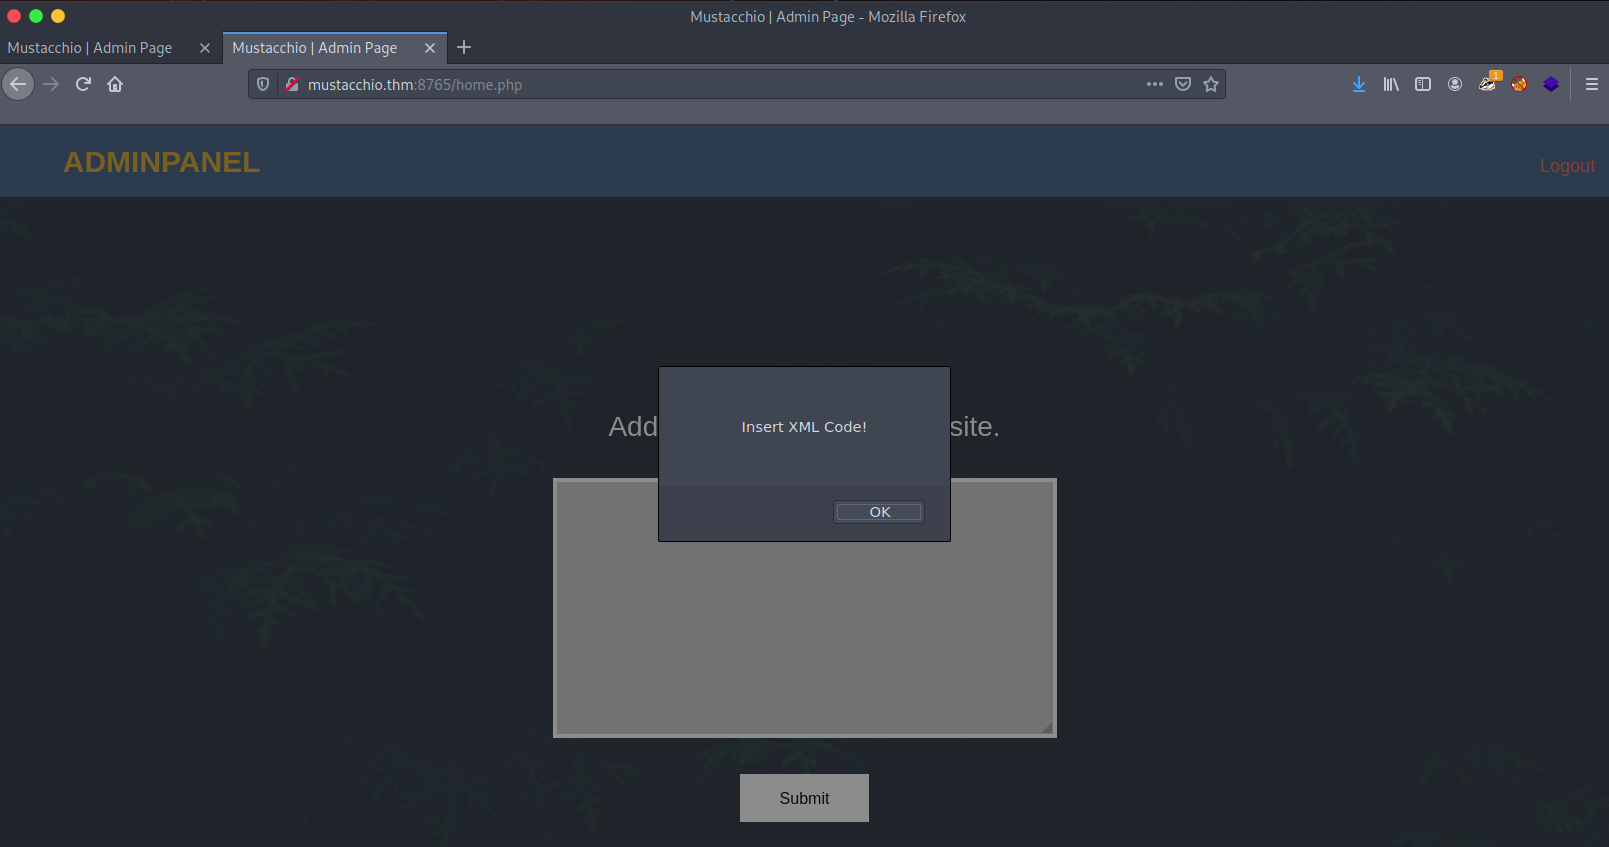 Mustacchio | Admin Page - Mozilla Firefox
Mustacchio | Admin Page
Mustacchio | Admin Page
mustacchio.thm:8765/home.php
1
ADMINPANEL
Logout
Add
site.
Insert XML Code!
OK
Submit